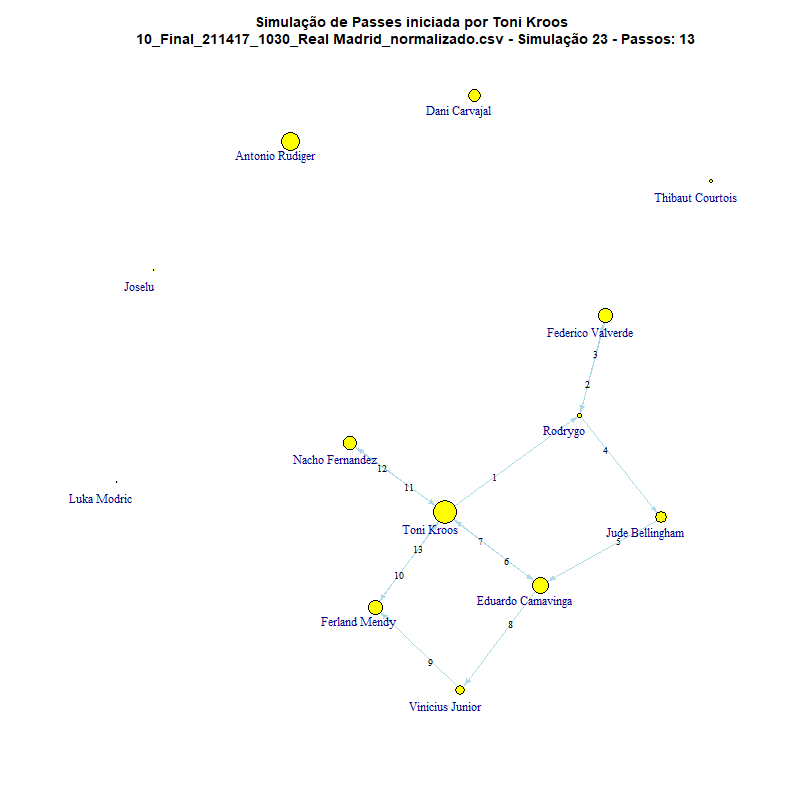 Simulação de Passes iniciada por Toni Kroos
10_Final_211417_1030_Real Madrid_normalizado.csv - Simulação 23 - Passos: 13
Dani Carvajal
Antonio Rudiger
Thibaut Courtois
Joselu
Federico Valverde
3
2
Rodrygo
4
Nacho Fernandez
12
1
11
Luka Modric
Toni Kroos
Jude Bellingham
7
5
13
6
10
Eduardo Camavinga
Ferland Mendy
8
9
Vinicius Junior